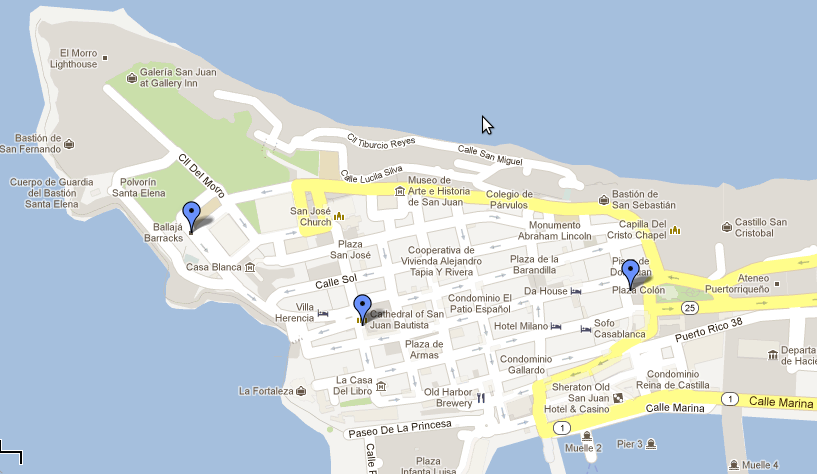 El Morro
Lighthouse
Galería San Juan
at Gallery Inn
Bastión de
San Fernando
Cll Tiburcio Reyes
Calle San Miguel
Cll Del Morro
Calle Lucila Silva
Cuerpo de Guardia
del Bastión
Santa Elena
Polvorín
Santa Elena
Museo de
Arte e Historia
de San Juan
Colegio de
Párvulos
Bastión de
San Sebastián
San José
Church
Ballajá
Barracks
Monumento
Abraham Lincoln
Capilla Del
Cristo Chapel
Castillo San
Cristobal
Plaza
San José
Cooperativa de
Vivienda Alejandro
Tapia Y Rivera
Plaza de la
Barandilla
Casa Blanca
Calle Sol
Plaza Colón
Ateneo
Puertorriqueño
Da House
Villa
Herencia
Cathedral of San
Juan Bautista
Condominio El
Patio Español
25
Hotel Milano
Sofo
Casablanca
Puerto Rico 38
Plaza de
Armas
Condominio
Gallardo
Departa
de Hacie
La Fortaleza
La Casa
Del Libro
Old Harbor
Brewery
Sheraton Old
San Juan
Hotel & Casino
Condominio
Reina de Castilla
1
Calle Marina
Calle Marina
Paseo De La Princesa
1
Muelle 2
Pier 3
Plaza
Infanta Luisa
Muelle 4